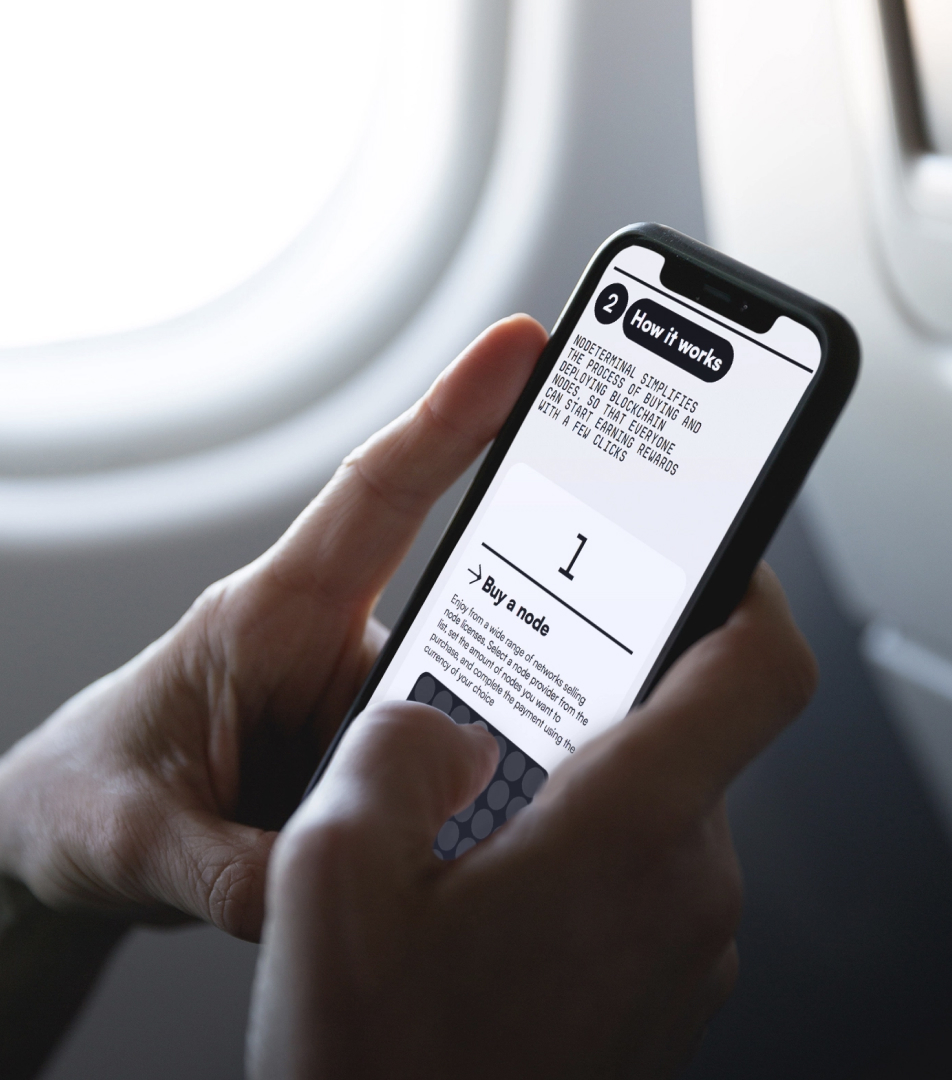 2 How it works
NODETERMINAL SIMPLIFIES
THE PROCESS OF BUYING AND
DEPLOYING BLOCKCHAIN
NODES, SO THAT EVERYONE
CAN START EARNING REWARDS
WITH A FEW CLICKS
1
→ Buy a node
Enjoy from a wide range of networks selling
node licenses. Select a node provider from the
list, set the amount of nodes you want to
purchase, and complete the payment using the
currency of your choice